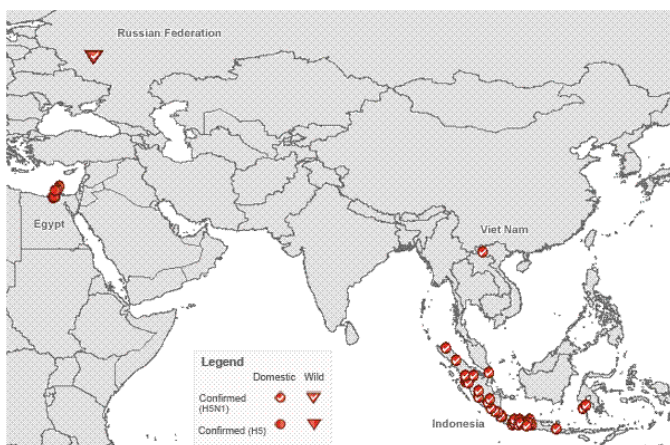 Russian Federation
Egypt
Viet Nam
Legend
Domestic Wild
Confirmed
(H5N1)
Confirmed (H5)
Indonesia